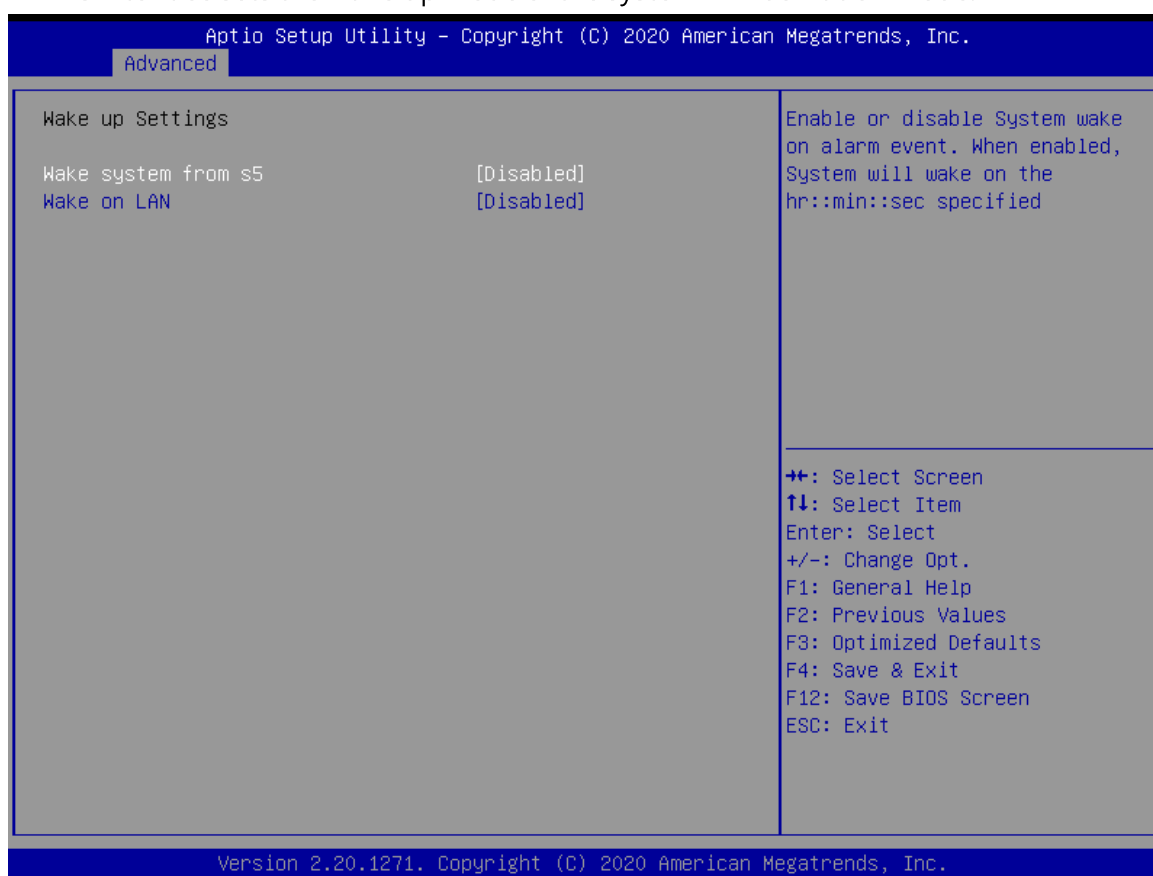 Aptio Setup Utility – Copyright (C) 2020 American Megatrends, Inc.
Advanced
Wake up Settings
Wake system from s5 [Disabled]
Wake on LAN [Disabled]
Enable or disable System wake
on alarm event. When enabled,
System will wake on the
hr::min::sec specified
→←: Select Screen
↑↓: Select Item
Enter: Select
+/-: Change Opt.
F1: General Help
F2: Previous Values
F3: Optimized Defaults
F4: Save & Exit
F12: Save BIOS Screen
ESC: Exit
Version 2.20.1271. Copyright (C) 2020 American Megatrends, Inc.